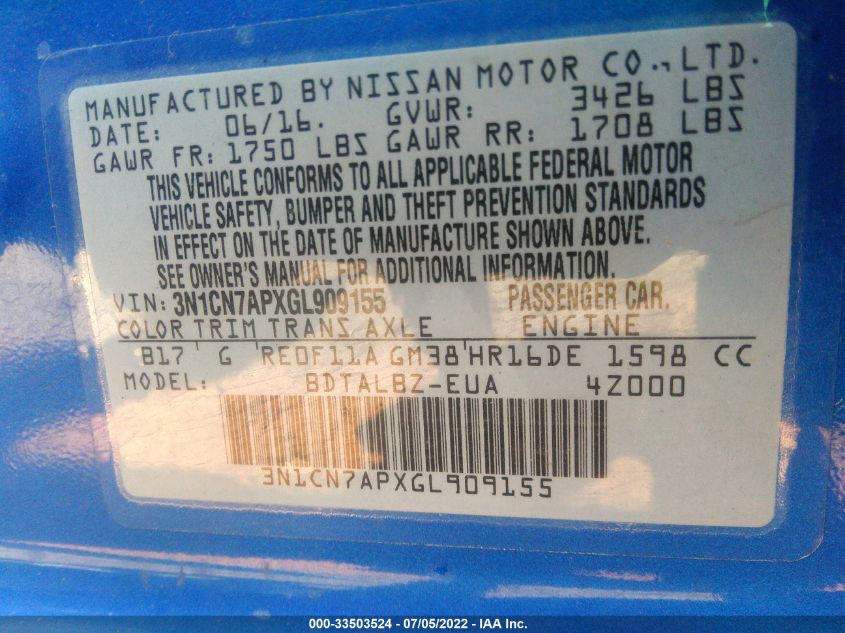 MANUFACTURED BY NISSAN MOTOR CO., LTD.
DATE: 06/16. GVWR: 3426 LBS
GAWR FR: 1750 LBS GAWR RR: 1708 LBS
THIS VEHICLE CONFORMS TO ALL APPLICABLE FEDERAL MOTOR
VEHICLE SAFETY, BUMPER AND THEFT PREVENTION STANDARDS
IN EFFECT ON THE DATE OF MANUFACTURE SHOWN ABOVE.
SEE OWNER'S MANUAL FOR ADDITIONAL INFORMATION.
VIN: 3N1CN7APXGL909155 PASSENGER CAR.
COLOR TRIM TRANS AXLE ENGINE
B17 G RE0F11A GM38 HR16DE 1598 CC
MODEL: BDTALBZ-EUA 4Z000
3N1CN7APXGL909155
000-33503524 - 07/05/2022 - IAA Inc.